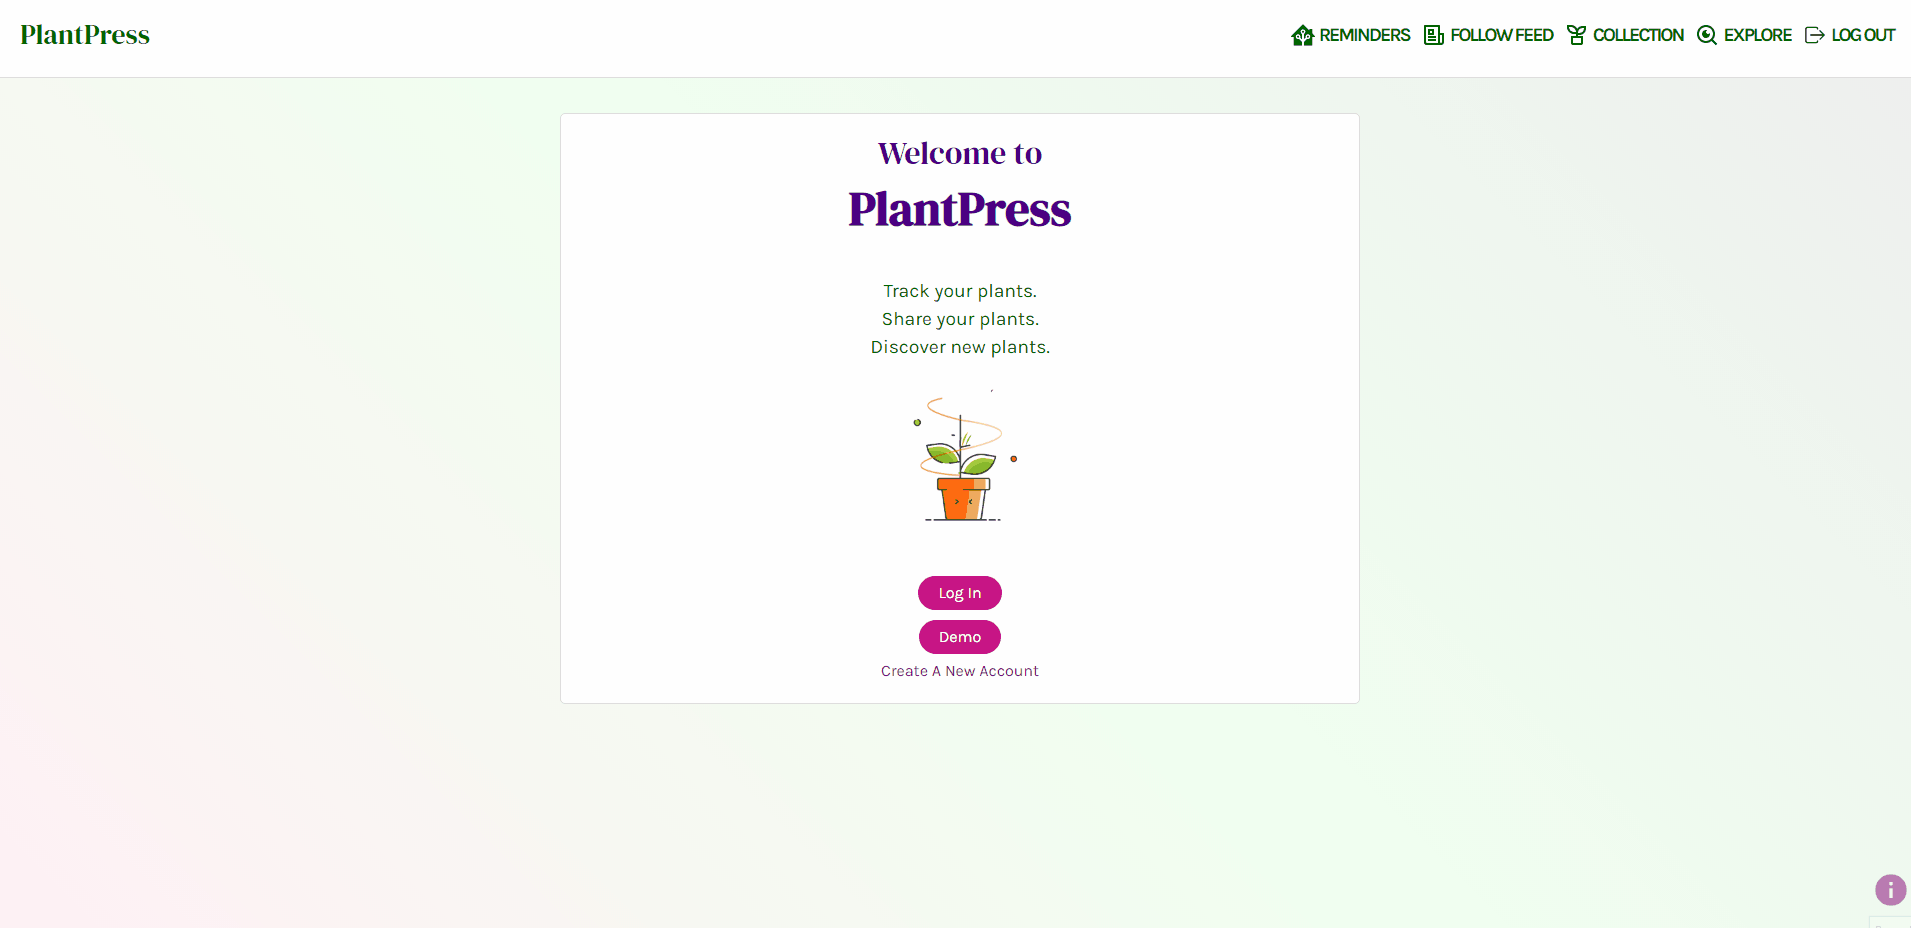 PlantPress
REMINDERS FOLLOW FEED COLLECTION EXPLORE LOG OUT
Welcome to
PlantPress
Track your plants.
Share your plants.
Discover new plants.
Log In
Demo
Create A New Account